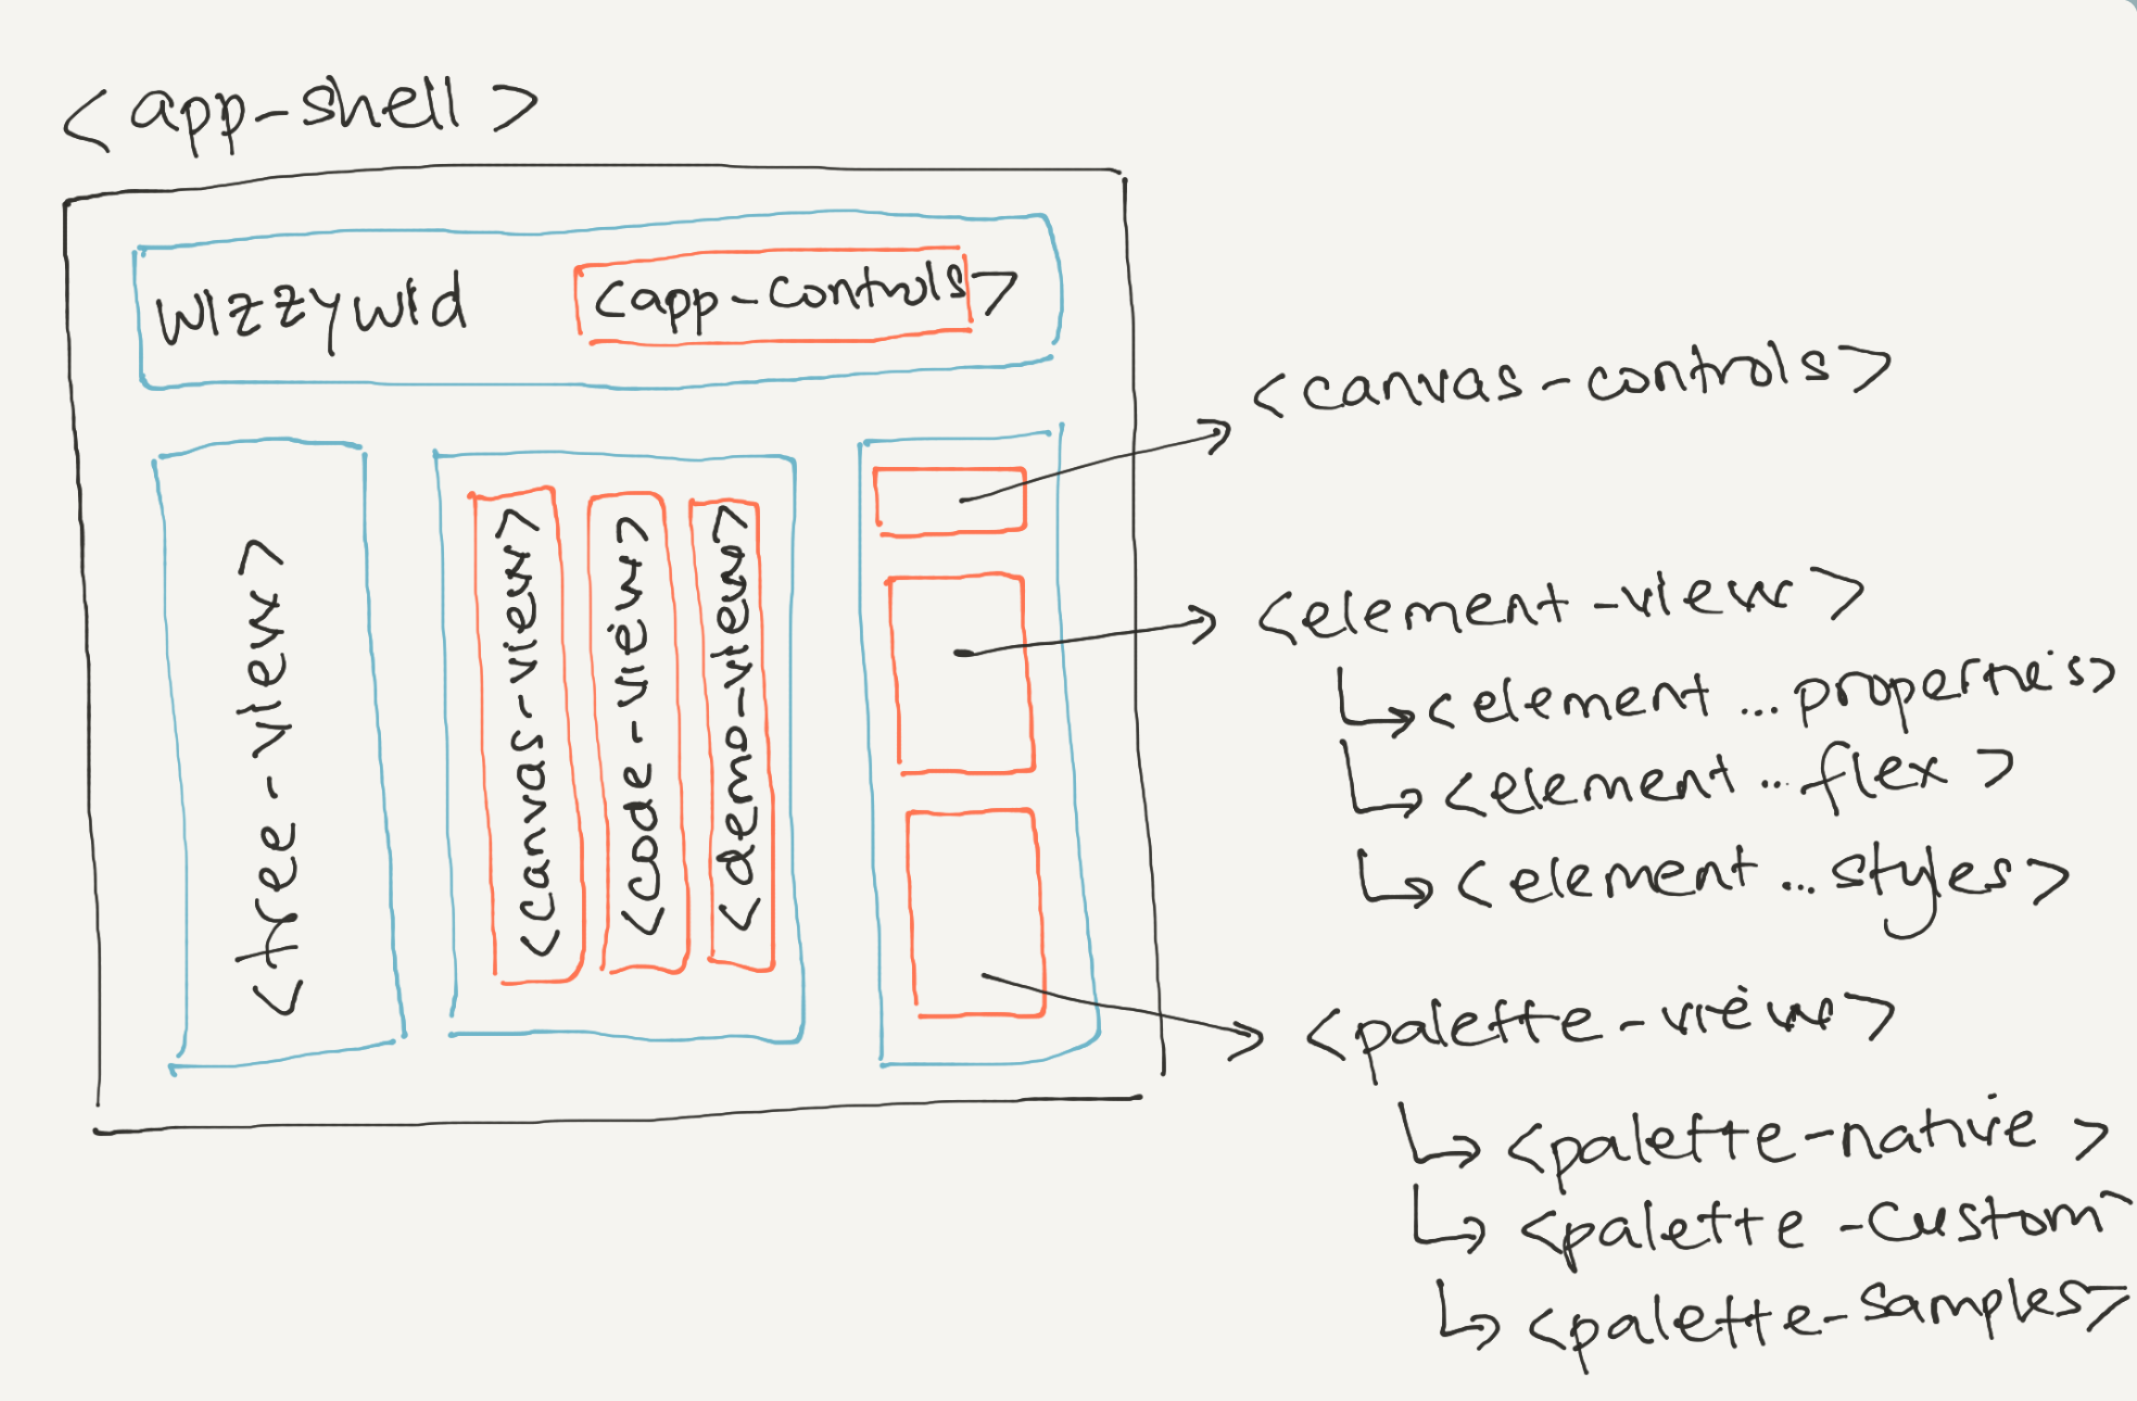 <app-shell>
wizzywid
<app-controls>
<tree-view>
<canvas-view>
<code-view>
<demo-view>
<canvas-controls>
<element-view>
<element...properties>
<element...flex>
<element...styles>
<palette-view>
<palette-native>
<palette-custom
<palette-samples>